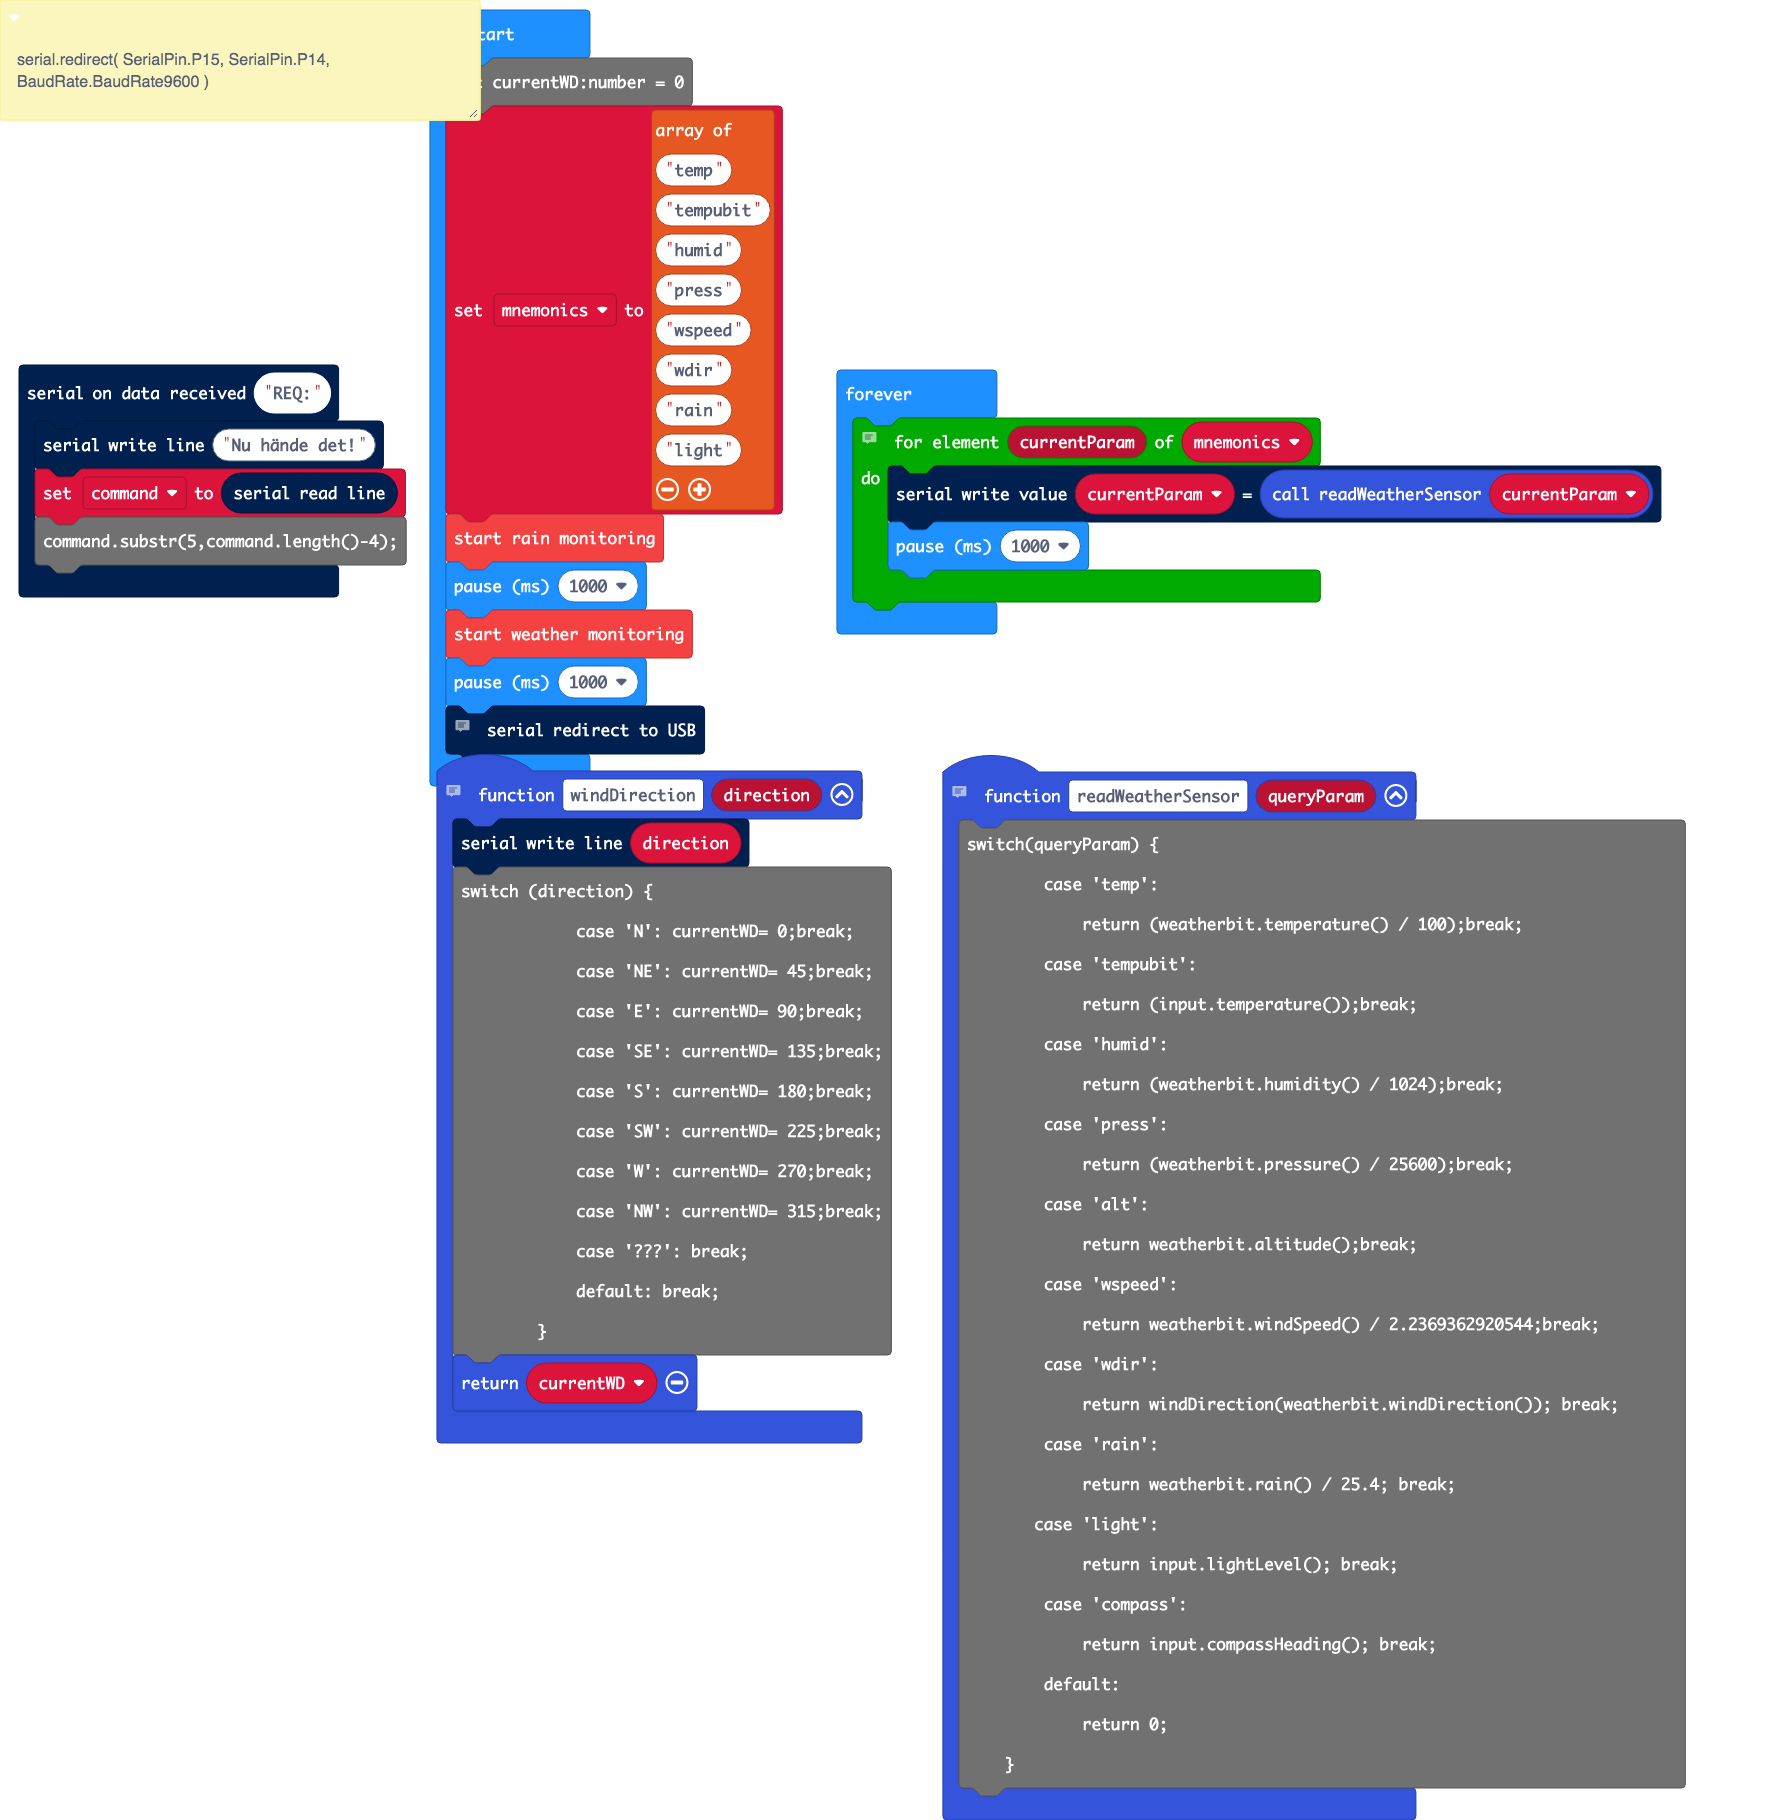 serial.redirect( SerialPin.P15, SerialPin.P14,
BaudRate.BaudRate9600 )
currentWD:number = 0
set mnemonics to
array of
"temp"
"tempubit"
"humid"
"press"
"wspeed"
"wdir"
"rain"
"light"
start rain monitoring
pause (ms) 1000
start weather monitoring
pause (ms) 1000
serial redirect to USB
serial on data received "REQ:"
serial write line "Nu hände det!"
set command to serial read line
command.substr(5,command.length()-4);
forever
for element currentParam of mnemonics
do
serial write value currentParam = call readWeatherSensor currentParam
pause (ms) 1000
function windDirection direction
serial write line direction
switch (direction) {
case 'N': currentWD= 0;break;
case 'NE': currentWD= 45;break;
case 'E': currentWD= 90;break;
case 'SE': currentWD= 135;break;
case 'S': currentWD= 180;break;
case 'SW': currentWD= 225;break;
case 'W': currentWD= 270;break;
case 'NW': currentWD= 315;break;
case '???': break;
default: break;
}
return currentWD
function readWeatherSensor queryParam
switch(queryParam) {
case 'temp':
return (weatherbit.temperature() / 100);break;
case 'tempubit':
return (input.temperature());break;
case 'humid':
return (weatherbit.humidity() / 1024);break;
case 'press':
return (weatherbit.pressure() / 25600);break;
case 'alt':
return weatherbit.altitude();break;
case 'wspeed':
return weatherbit.windSpeed() / 2.2369362920544;break;
case 'wdir':
return windDirection(weatherbit.windDirection()); break;
case 'rain':
return weatherbit.rain() / 25.4; break;
case 'light':
return input.lightLevel(); break;
case 'compass':
return input.compassHeading(); break;
default:
return 0;
}